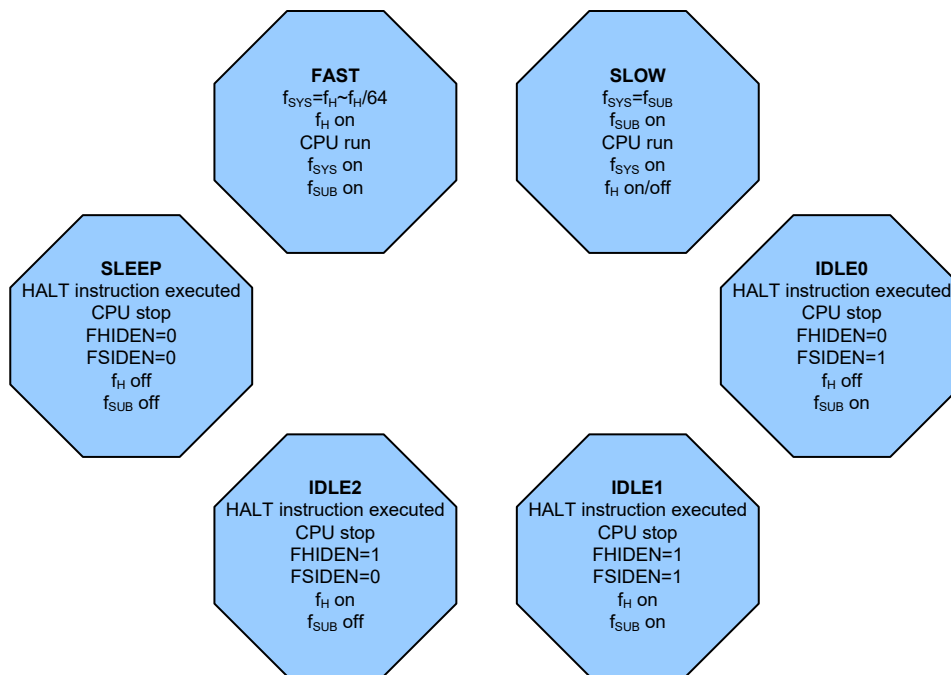 FAST
fSYS=fH~fH/64
fH on
CPU run
fSYS on
fSUB on
SLOW
fSYS=fSUB
fSUB on
CPU run
fSYS on
fH on/off
SLEEP
HALT instruction executed
CPU stop
FHIDEN=0
FSIDEN=0
fH off
fSUB off
IDLE0
HALT instruction executed
CPU stop
FHIDEN=0
FSIDEN=1
fH off
fSUB on
IDLE2
HALT instruction executed
CPU stop
FHIDEN=1
FSIDEN=0
fH on
fSUB off
IDLE1
HALT instruction executed
CPU stop
FHIDEN=1
FSIDEN=1
fH on
fSUB on